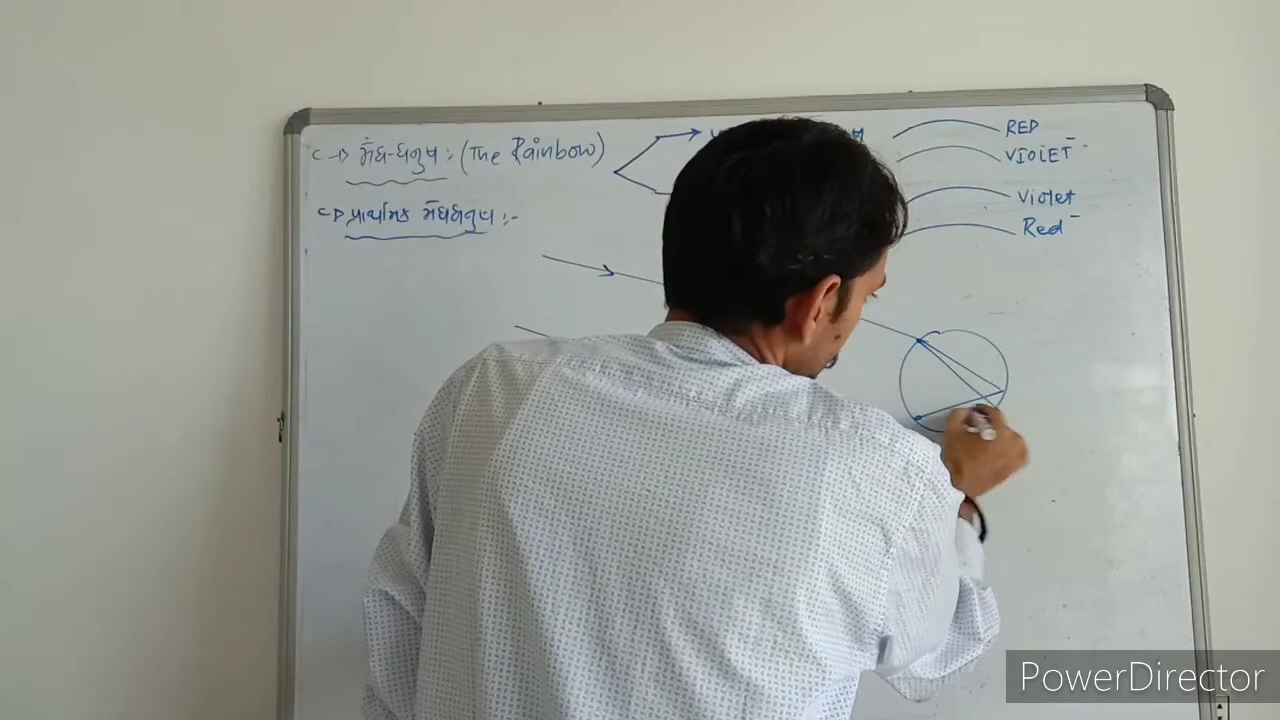 મેઘ-ધનુષ :- (The Rainbow)
પ્રાથમિક મેઘધનુષ :-
RED
VIOLET
Violet
Red
PowerDirector